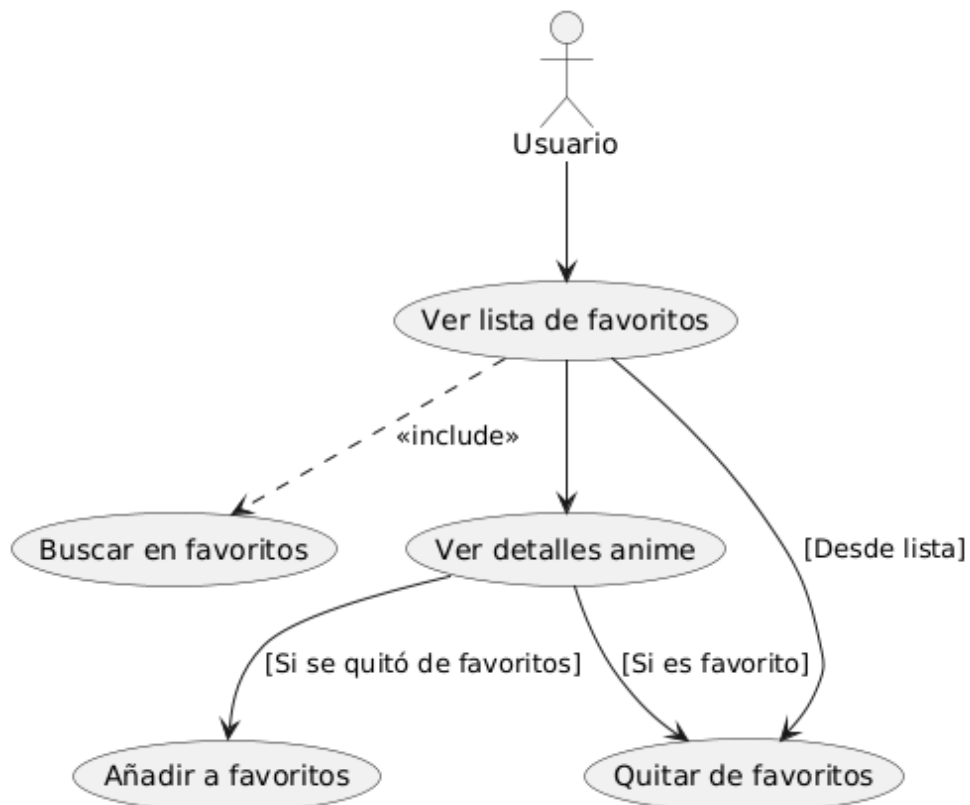 Usuario
Ver lista de favoritos
«include»
Buscar en favoritos
Ver detalles anime
[Desde lista]
[Si se quitó de favoritos]
[Si es favorito]
Añadir a favoritos
Quitar de favoritos